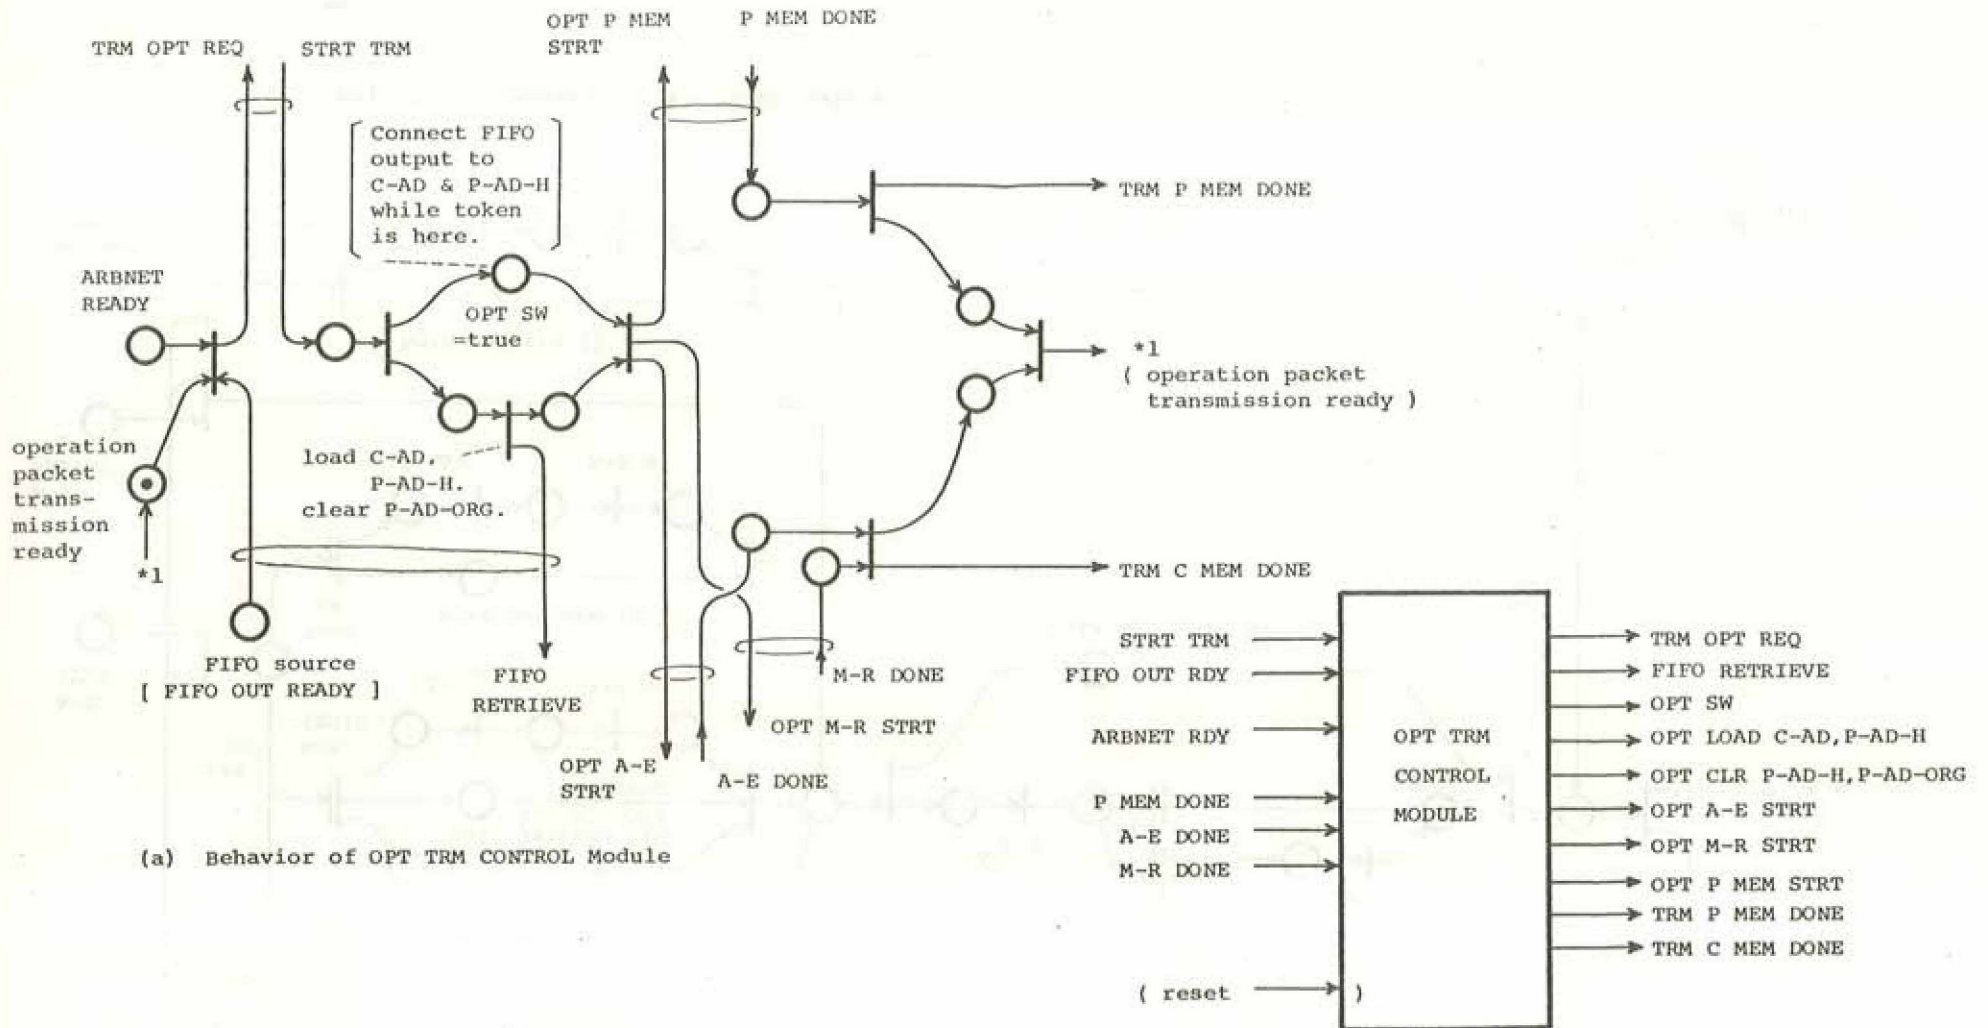 TRM OPT REQ
STRT TRM
OPT P MEM
STRT
P MEM DONE
Connect FIFO
output to
C-AD & P-AD-H
while token
is here.
TRM P MEM DONE
ARBNET
READY
OPT SW
=true
*1
( operation packet
transmission ready )
operation
packet
trans-
mission
ready
*1
load C-AD,
P-AD-H.
clear P-AD-ORG.
TRM C MEM DONE
FIFO source
[ FIFO OUT READY ]
FIFO
RETRIEVE
M-R DONE
OPT M-R STRT
OPT A-E
STRT
A-E DONE
(a) Behavior of OPT TRM CONTROL Module
STRT TRM
FIFO OUT RDY
ARBNET RDY
P MEM DONE
A-E DONE
M-R DONE
( reset )
OPT TRM
CONTROL
MODULE
TRM OPT REQ
FIFO RETRIEVE
OPT SW
OPT LOAD C-AD,P-AD-H
OPT CLR P-AD-H,P-AD-ORG
OPT A-E STRT
OPT M-R STRT
OPT P MEM STRT
TRM P MEM DONE
TRM C MEM DONE